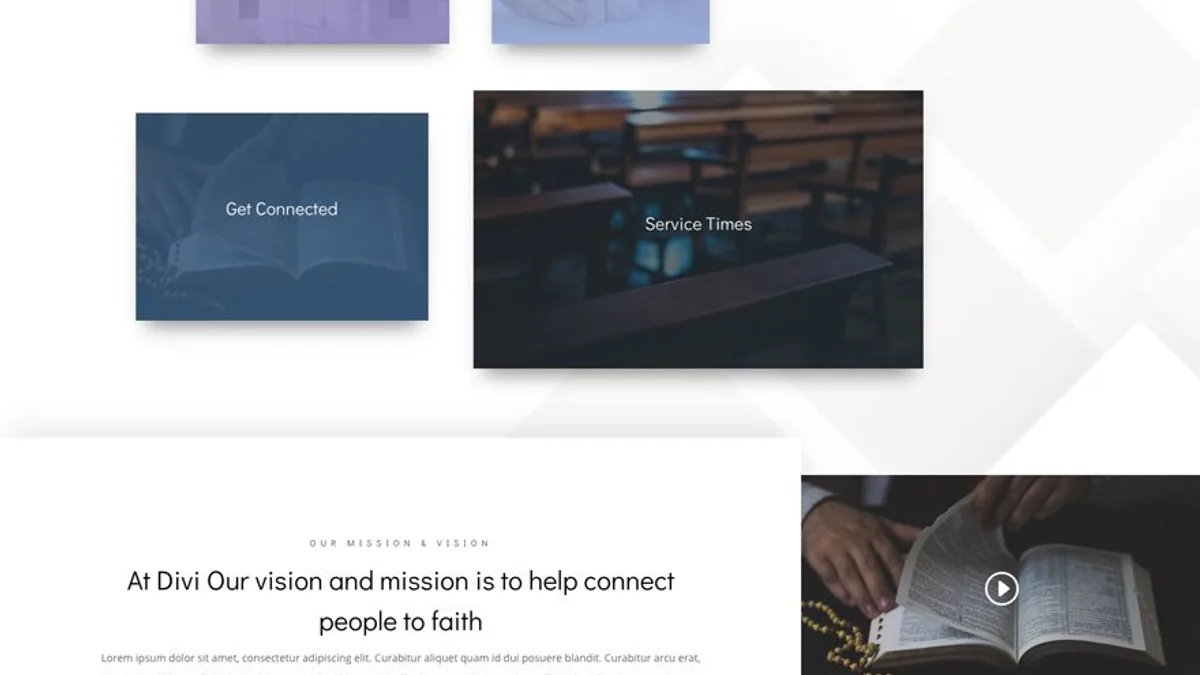 Get Connected
Service Times
OUR MISSION & VISION
At Divi Our vision and mission is to help connect
people to faith
Lorem ipsum dolor sit amet, consectetur adipiscing elit. Curabitur aliquet quam id dui posuere blandit. Curabitur arcu erat,